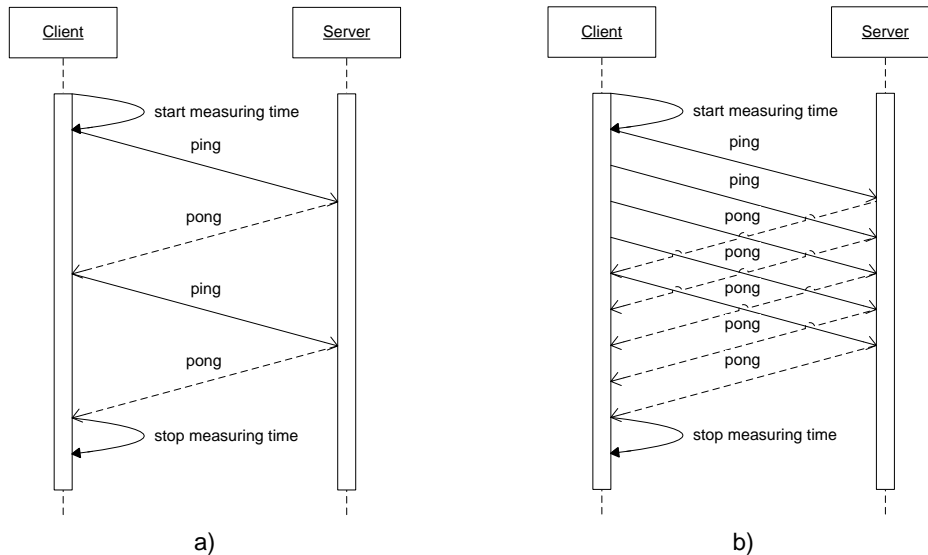 Client
Server
start measuring time
ping
pong
ping
pong
stop measuring time
a)
Client
Server
start measuring time
ping
ping
pong
pong
pong
pong
pong
stop measuring time
b)